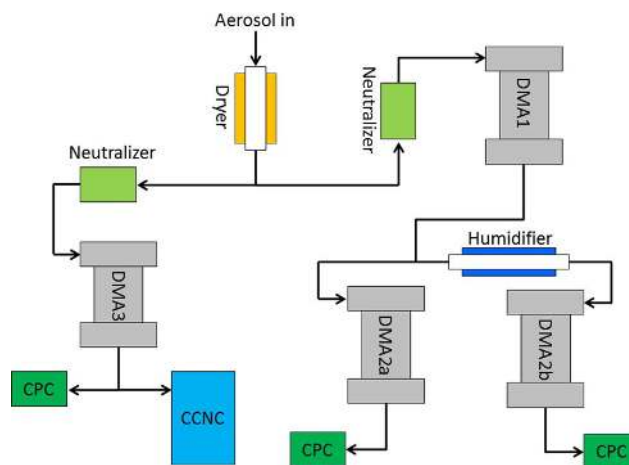 Aerosol in
Dryer
Neutralizer
DMA1
Neutralizer
Humidifier
DMA3
DMA2a
DMA2b
CPC
CCNC
CPC
CPC